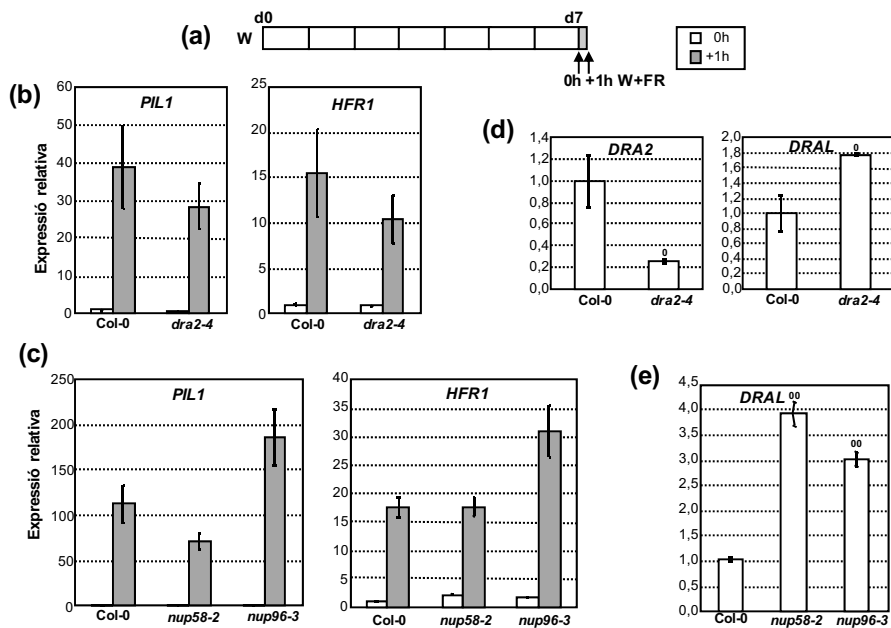 (a)
d0 d7
W
0h +1h W+FR
0h
+1h
(b)
Expressió relativa
PIL1
60
50
40
30
20
10
0
Col-0 dra2-4
HFR1
25
20
15
10
5
0
Col-0 dra2-4
(d)
DRA2
1,4
1,2
1,0
0,8
0,6
0,4
0,2
0,0
o
Col-0 dra2-4
DRAL
2,0
1,8
1,6
1,4
1,2
1,0
0,8
0,6
0,4
0,2
0,0
o
Col-0 dra2-4
(c)
Expressió relativa
PIL1
250
200
150
100
50
0
Col-0 nup58-2 nup96-3
HFR1
40
35
30
25
20
15
10
5
0
Col-0 nup58-2 nup96-3
(e)
DRAL
4,5
4,0
3,5
3,0
2,5
2,0
1,5
1,0
0,5
0,0
oo
oo
Col-0 nup58-2 nup96-3